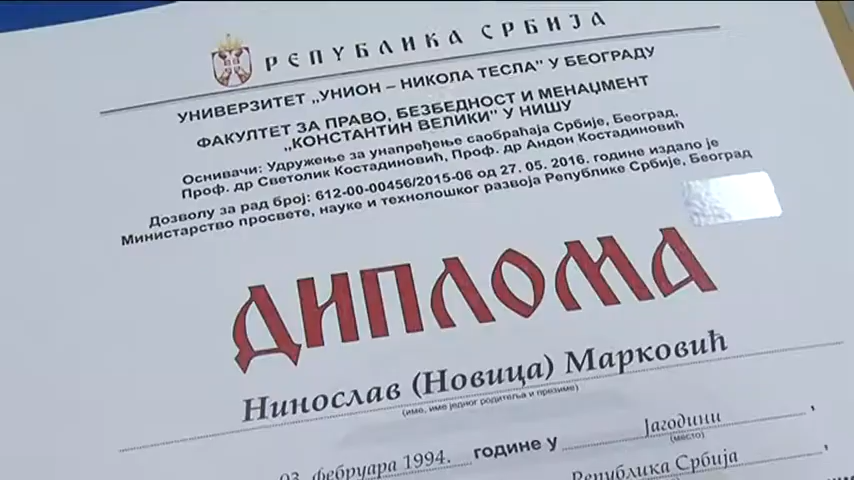 РЕПУБЛИКА СРБИЈА
УНИВЕРЗИТЕТ „УНИОН – НИКОЛА ТЕСЛА" У БЕОГРАДУ
ФАКУЛТЕТ ЗА ПРАВО, БЕЗБЕДНОСТ И МЕНАЏМЕНТ
„КОНСТАНТИН ВЕЛИКИ" У НИШУ
Оснивачи: Удружење за унапређење саобраћаја Србије, Београд,
Проф. др Светолик Костадиновић, Проф. др Андон Костадиновић
Дозволу за рад број: 612-00-00456/2015-06 од 27. 05. 2016. године издало је
Министарство просвете, науке и технолошког развоја Републике Србије, Београд
ДИПЛОМА
Нинослав (Новица) Марковић
(име, име једног родитеља и презиме)
03. фебруара 1994. године у Јагодини ,
(место)
Република Србија ,